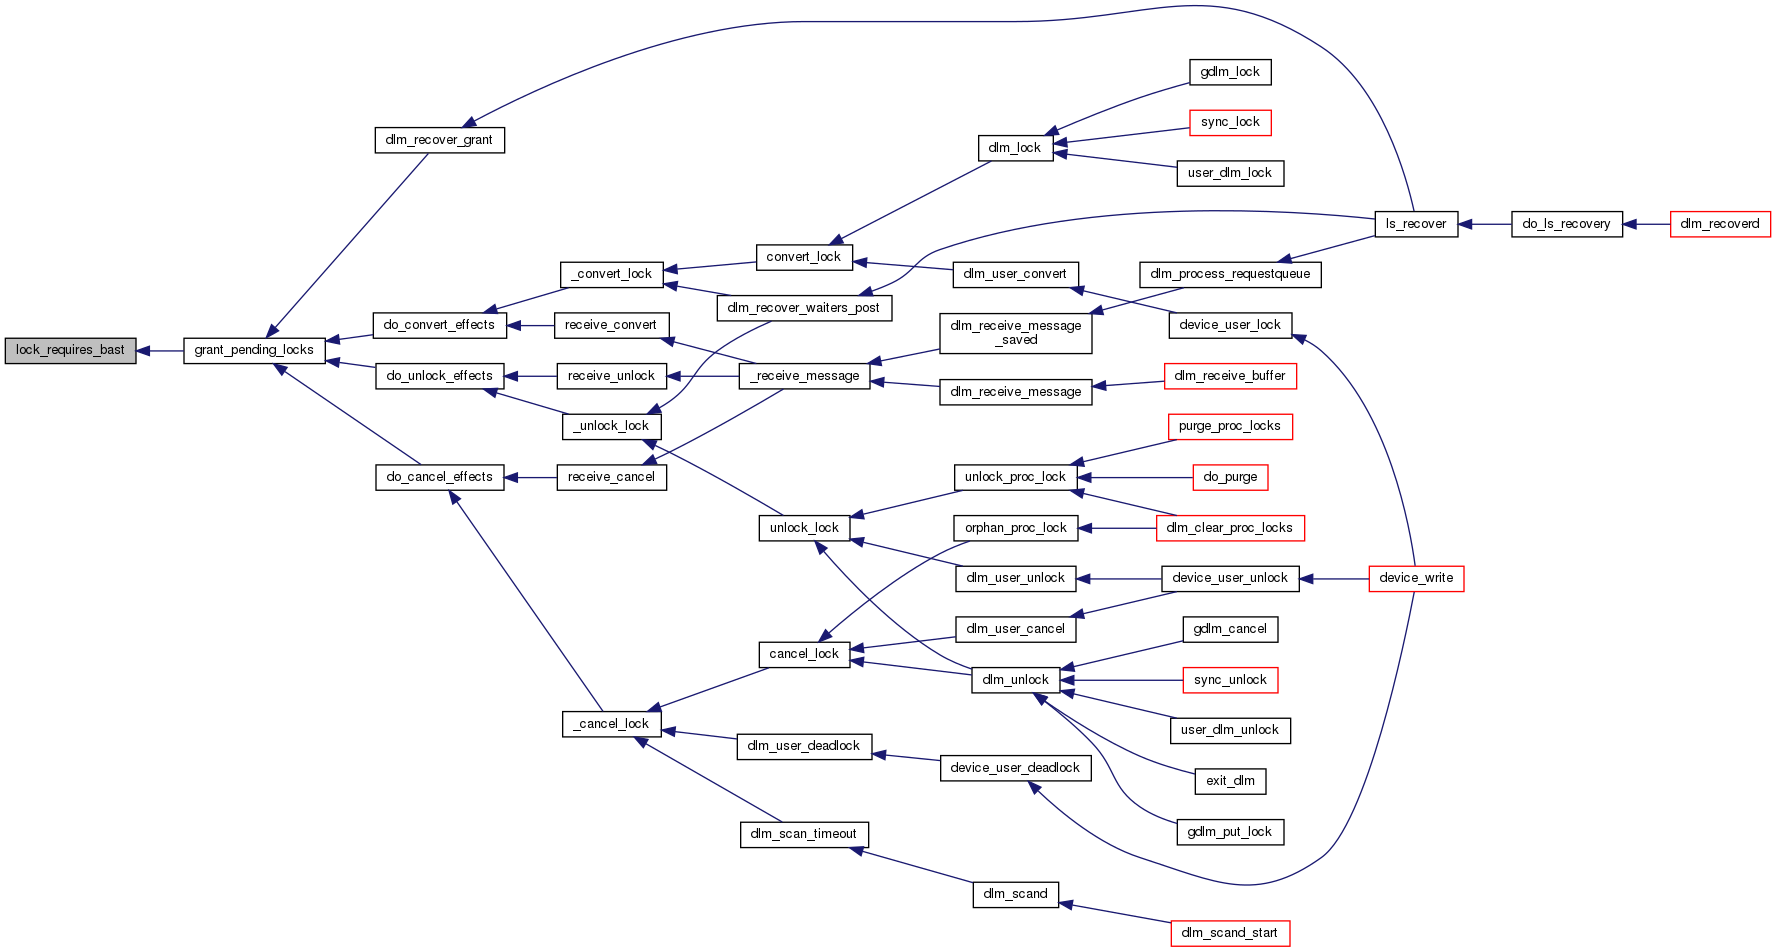 lock_requires_bast
grant_pending_locks
dlm_recover_grant
do_convert_effects
do_unlock_effects
do_cancel_effects
_convert_lock
receive_convert
receive_unlock
_unlock_lock
receive_cancel
_cancel_lock
convert_lock
dlm_recover_waiters_post
_receive_message
unlock_lock
cancel_lock
dlm_user_deadlock
dlm_scan_timeout
dlm_lock
dlm_user_convert
dlm_receive_message
_saved
dlm_receive_message
unlock_proc_lock
orphan_proc_lock
dlm_user_unlock
dlm_user_cancel
dlm_unlock
device_user_deadlock
dlm_scand
gdlm_lock
sync_lock
user_dlm_lock
dlm_process_requestqueue
device_user_lock
dlm_receive_buffer
purge_proc_locks
do_purge
dlm_clear_proc_locks
device_user_unlock
gdlm_cancel
sync_unlock
user_dlm_unlock
exit_dlm
gdlm_put_lock
dlm_scand_start
ls_recover
device_write
do_ls_recovery
dlm_recoverd